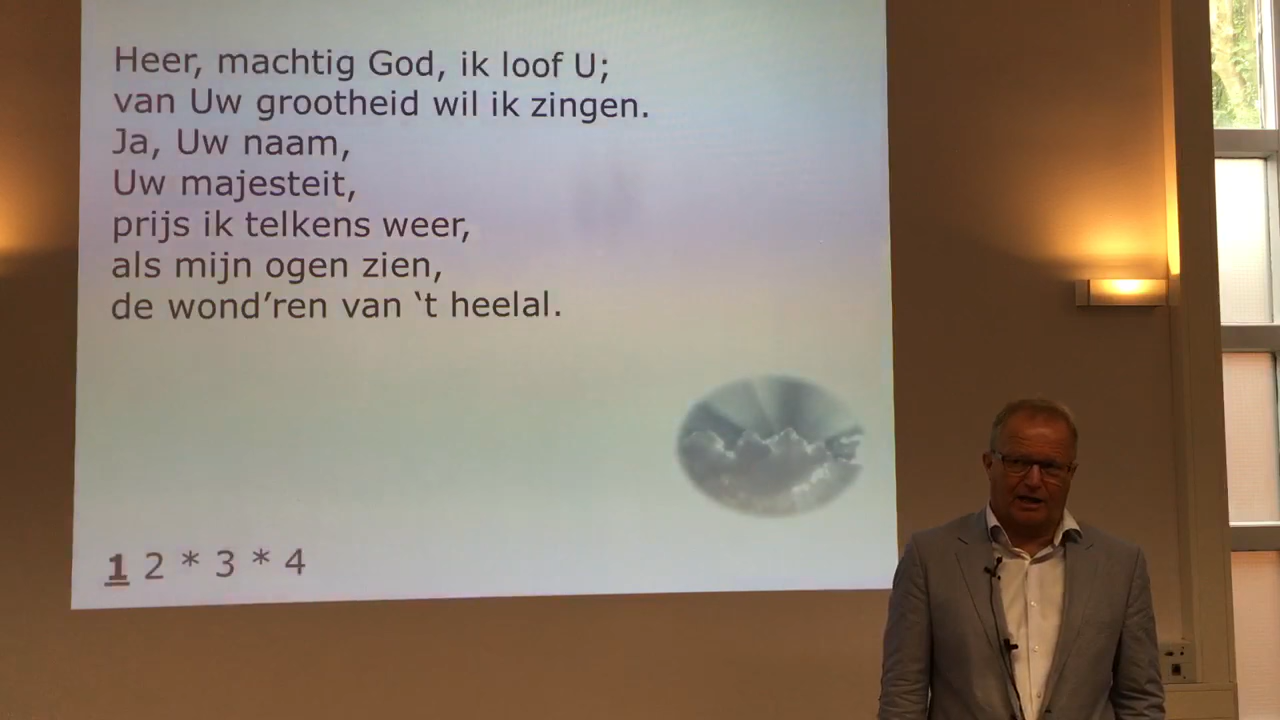 Heer, machtig God, ik loof U;
van Uw grootheid wil ik zingen.
Ja, Uw naam,
Uw majesteit,
prijs ik telkens weer,
als mijn ogen zien,
de wond’ren van ‘t heelal.
1 2 * 3 * 4